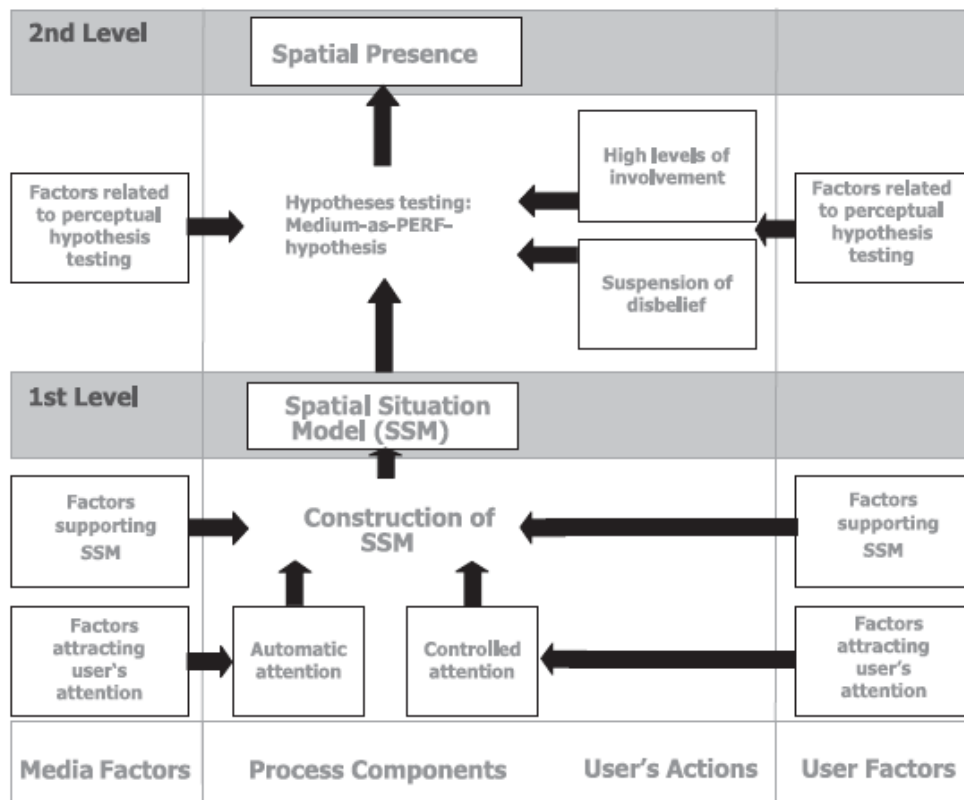 2nd Level
Spatial Presence
Factors related
to perceptual
hypothesis
testing
Hypotheses testing:
Medium-as-PERF-
hypothesis
High levels of
involvement
Suspension of
disbelief
Factors related
to perceptual
hypothesis
testing
1st Level
Spatial Situation
Model (SSM)
Factors
supporting
SSM
Construction of
SSM
Factors
supporting
SSM
Factors
attracting
user's
attention
Automatic
attention
Controlled
attention
Factors
attracting
user's
attention
Media Factors
Process Components
User's Actions
User Factors